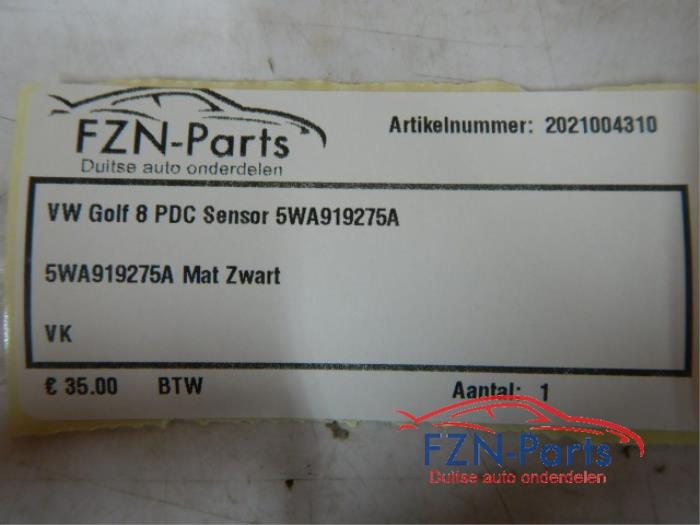 FZN-Parts
Duitse auto onderdelen
Artikelnummer: 2021004310
VW Golf 8 PDC Sensor 5WA919275A
5WA919275A Mat Zwart
VK
€ 35.00 BTW Aantal: 1
FZN-Parts
Duitse auto onderdelen